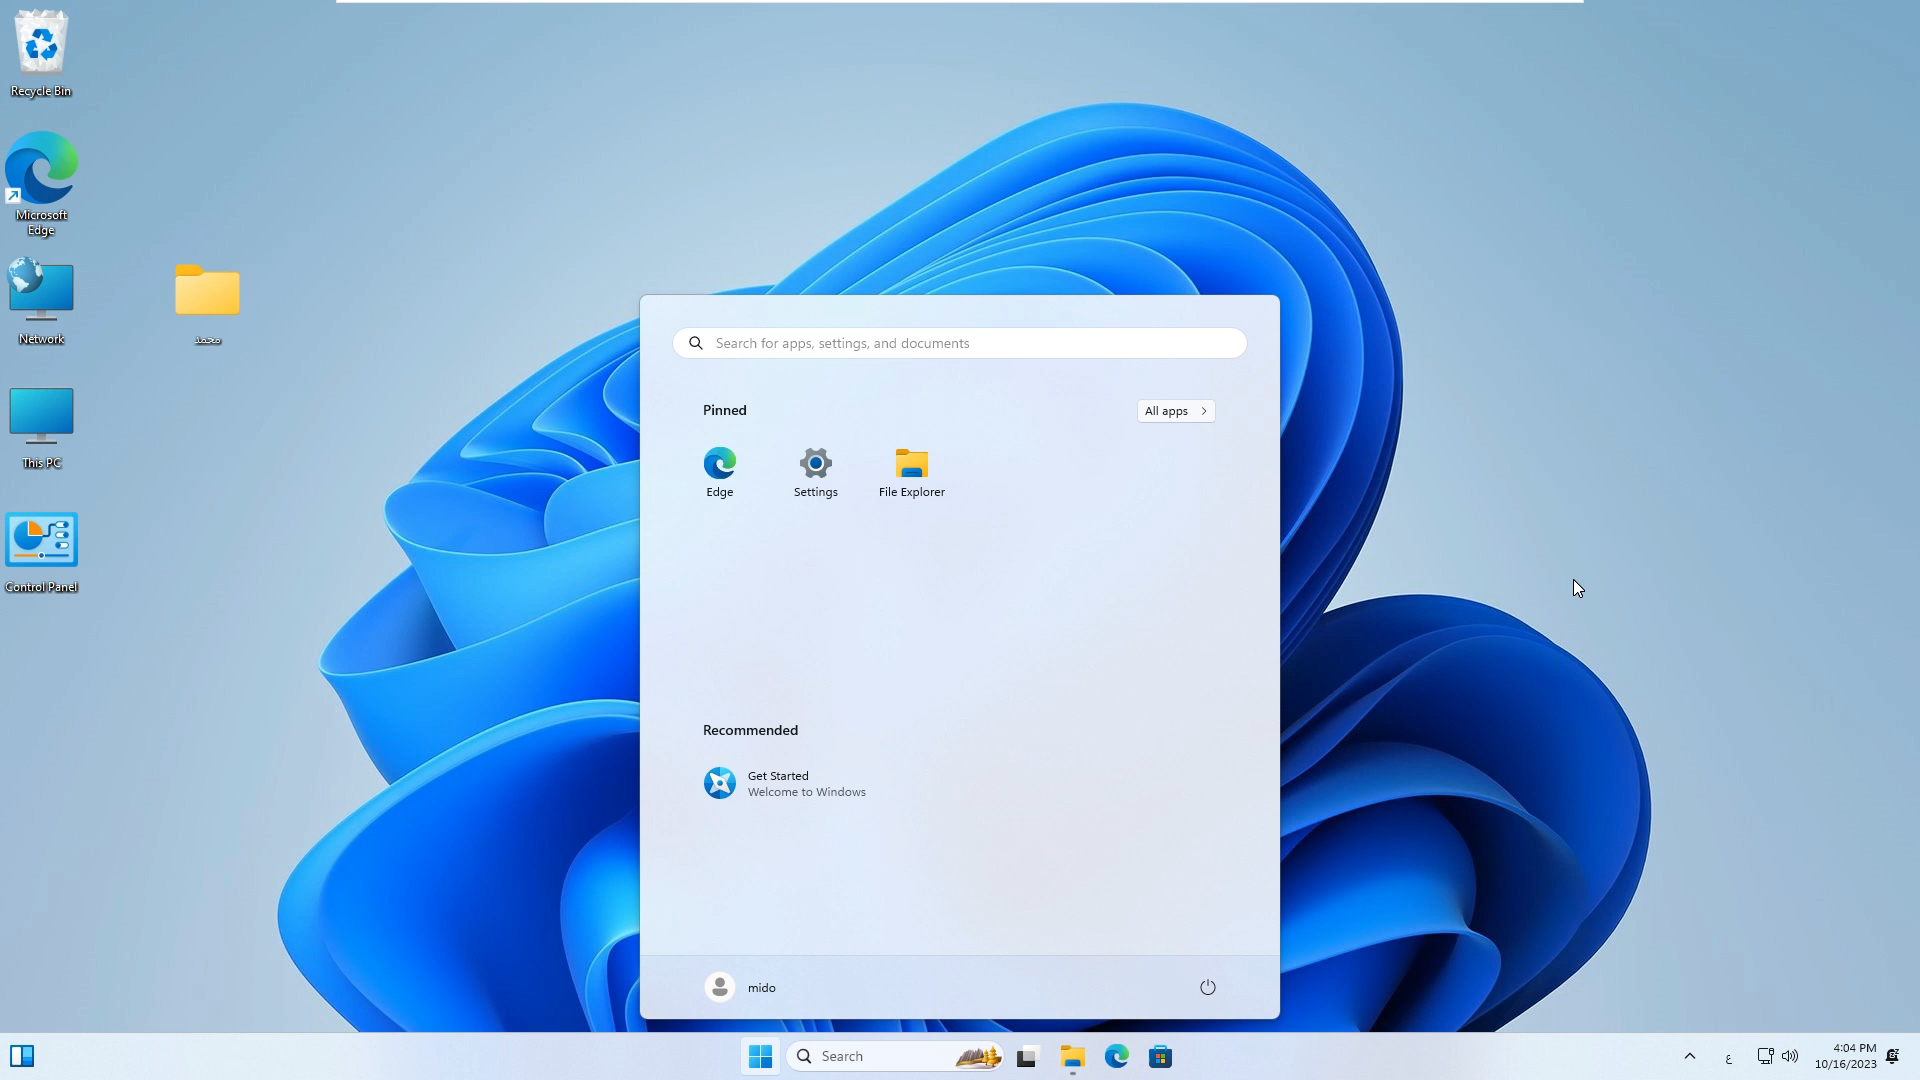 Recycle Bin
Microsoft
Edge
Network
محمد
This PC
Control Panel
Search for apps, settings, and documents
Pinned
All apps
Edge
Settings
File Explorer
Recommended
Get Started
Welcome to Windows
mido
Search
ع
4:04 PM
10/16/2023